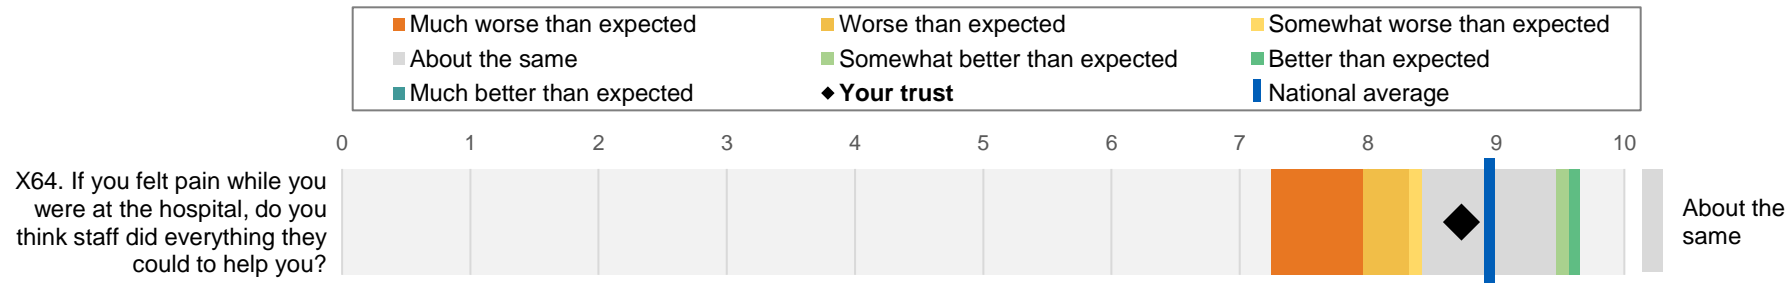 Much worse than expected
Worse than expected
Somewhat worse than expected
About the same
Somewhat better than expected
Better than expected
Much better than expected
Your trust
National average
0 1 2 3 4 5 6 7 8 9 10
X64. If you felt pain while you
were at the hospital, do you
think staff did everything they
could to help you?
About the
same